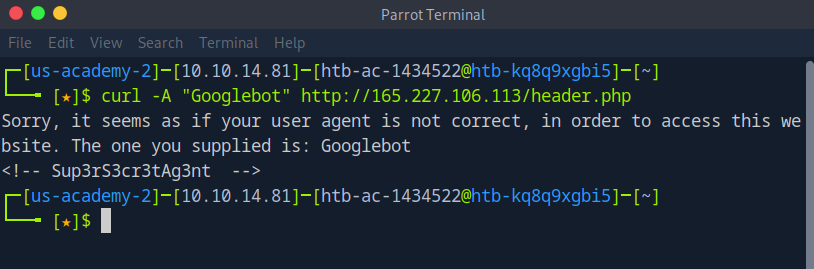 Parrot Terminal
File Edit View Search Terminal Help
┌─[us-academy-2]─[10.10.14.81]─[htb-ac-1434522@htb-kq8q9xgbi5]─[~]
└──╼ [★]$ curl -A "Googlebot" http://165.227.106.113/header.php
Sorry, it seems as if your user agent is not correct, in order to access this we
bsite. The one you supplied is: Googlebot
<!-- Sup3rS3cr3tAg3nt  -->
┌─[us-academy-2]─[10.10.14.81]─[htb-ac-1434522@htb-kq8q9xgbi5]─[~]
└──╼ [★]$